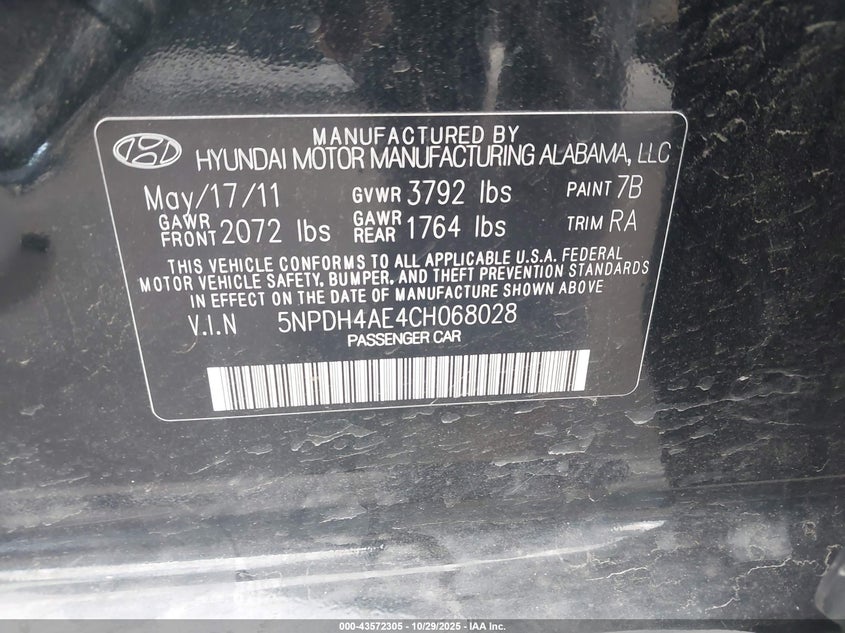 MANUFACTURED BY
HYUNDAI MOTOR MANUFACTURING ALABAMA, LLC
May/17/11 GVWR 3792 lbs PAINT 7B
GAWR FRONT 2072 lbs GAWR REAR 1764 lbs TRIM RA
THIS VEHICLE CONFORMS TO ALL APPLICABLE U.S.A. FEDERAL
MOTOR VEHICLE SAFETY, BUMPER, AND THEFT PREVENTION STANDARDS
IN EFFECT ON THE DATE OF MANUFACTURE SHOWN ABOVE
V.I.N 5NPDH4AE4CH068028
PASSENGER CAR
000-43572305 • 10/29/2025 • IAA Inc.